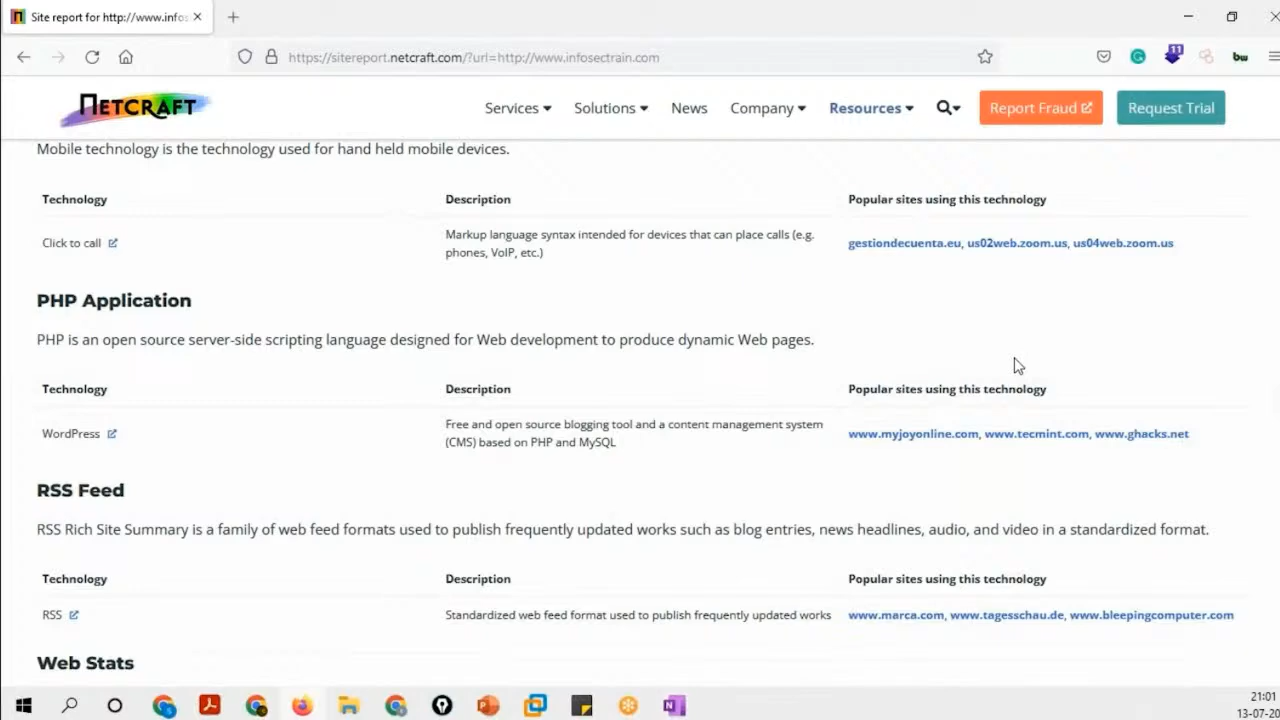 Site report for http://www.infos
https://sitereport.netcraft.com/?url=http://www.infosectrain.com
11
bw
NETCRAFT
Services
Solutions
News
Company
Resources
Report Fraud
Request Trial
Mobile technology is the technology used for hand held mobile devices.
Technology Description Popular sites using this technology
Click to call
Markup language syntax intended for devices that can place calls (e.g.
phones, VoIP, etc.)
gestiondecuenta.eu, us02web.zoom.us, us04web.zoom.us
PHP Application
PHP is an open source server-side scripting language designed for Web development to produce dynamic Web pages.
Technology Description Popular sites using this technology
WordPress
Free and open source blogging tool and a content management system
(CMS) based on PHP and MySQL
www.myjoyonline.com, www.tecmint.com, www.ghacks.net
RSS Feed
RSS Rich Site Summary is a family of web feed formats used to publish frequently updated works such as blog entries, news headlines, audio, and video in a standardized format.
Technology Description Popular sites using this technology
RSS Standardized web feed format used to publish frequently updated works www.marca.com, www.tagesschau.de, www.bleepingcomputer.com
Web Stats
21:01
13-07-20